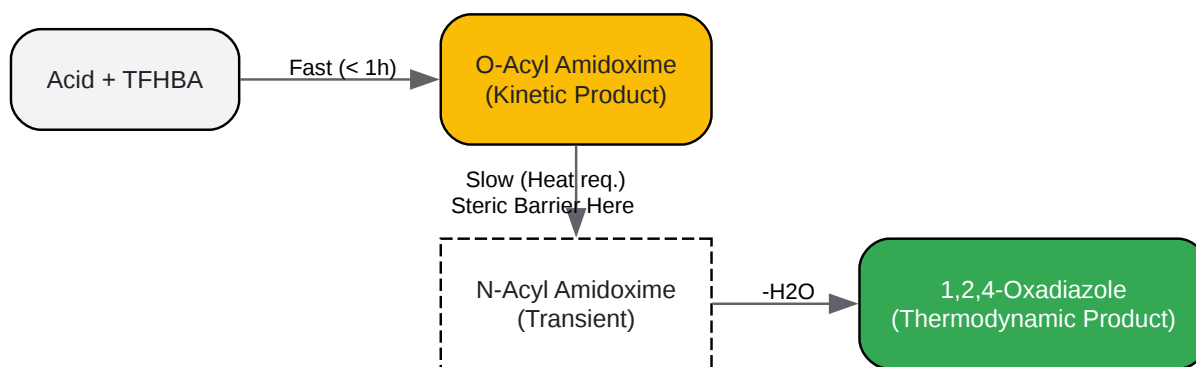 Acid + TFHBA
Fast (< 1h)
O-Acyl Amidoxime
(Kinetic Product)
Slow (Heat req.)
Steric Barrier Here
N-Acyl Amidoxime
(Transient)
-H2O
1,2,4-Oxadiazole
(Thermodynamic Product)